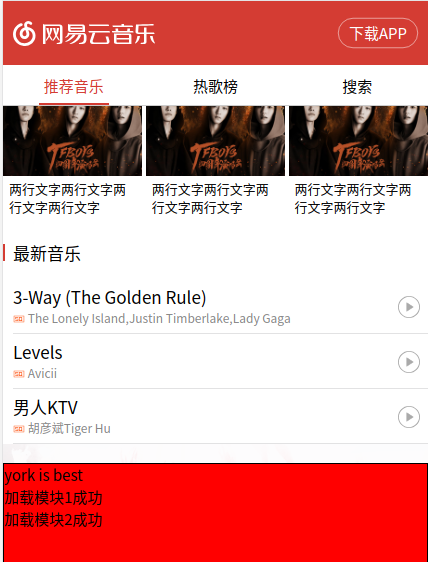 网易云音乐
下载APP
推荐音乐
热歌榜
搜索
TFBOYS
TFBOYS
TFBOYS
两行文字两行文字两
行文字两行文字
两行文字两行文字两
行文字两行文字
两行文字两行文字两
行文字两行文字
最新音乐
3-Way (The Golden Rule)
SQ The Lonely Island,Justin Timberlake,Lady Gaga
Levels
SQ Avicii
男人KTV
SQ 胡彦斌Tiger Hu
york is best
加载模块1成功
加载模块2成功